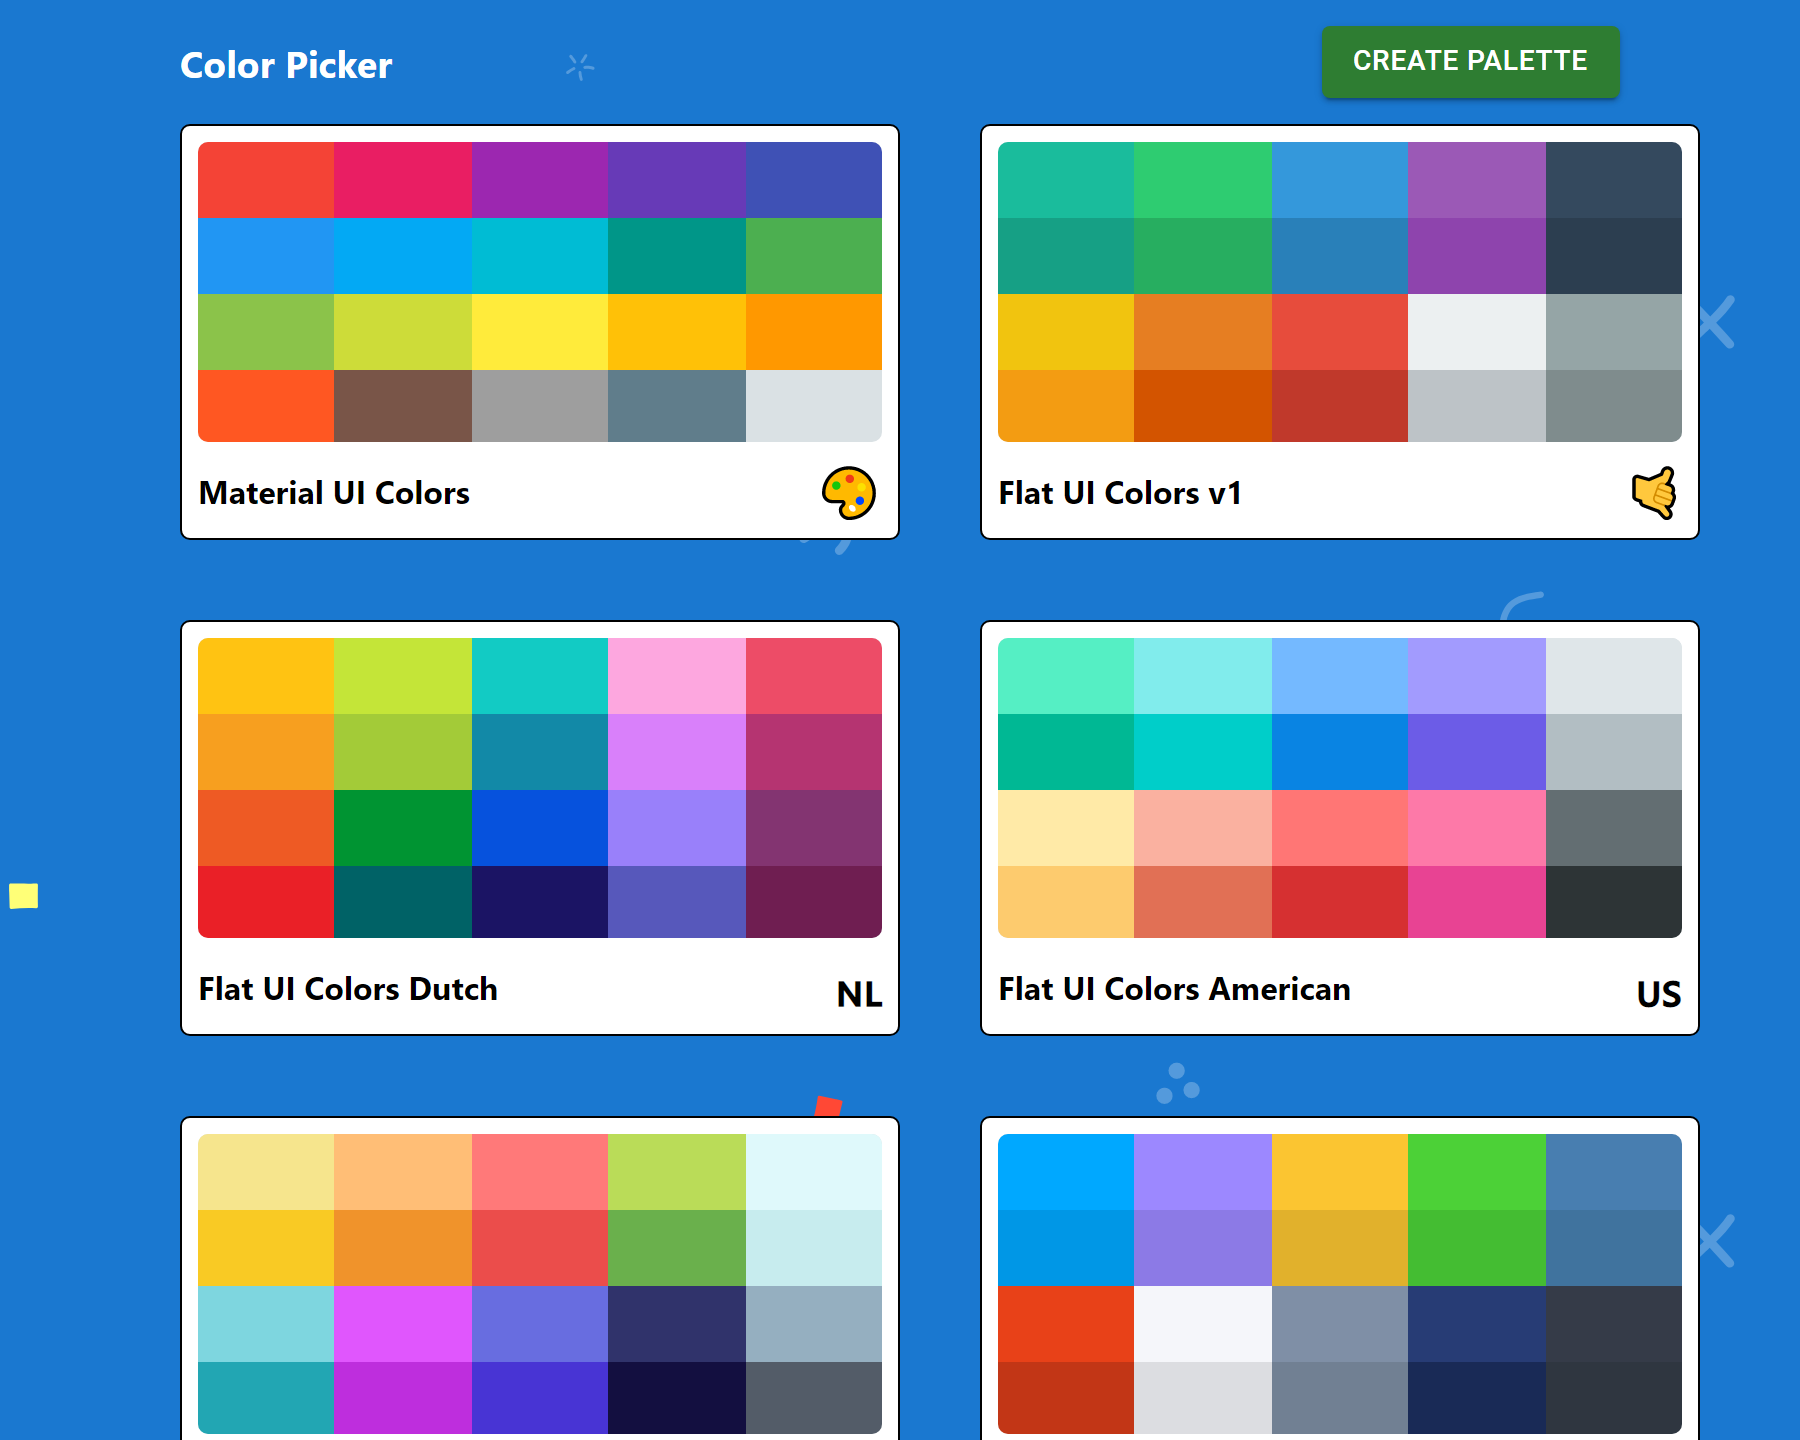 Color Picker
CREATE PALETTE
Material UI Colors
Flat UI Colors v1
Flat UI Colors Dutch
NL
Flat UI Colors American
US